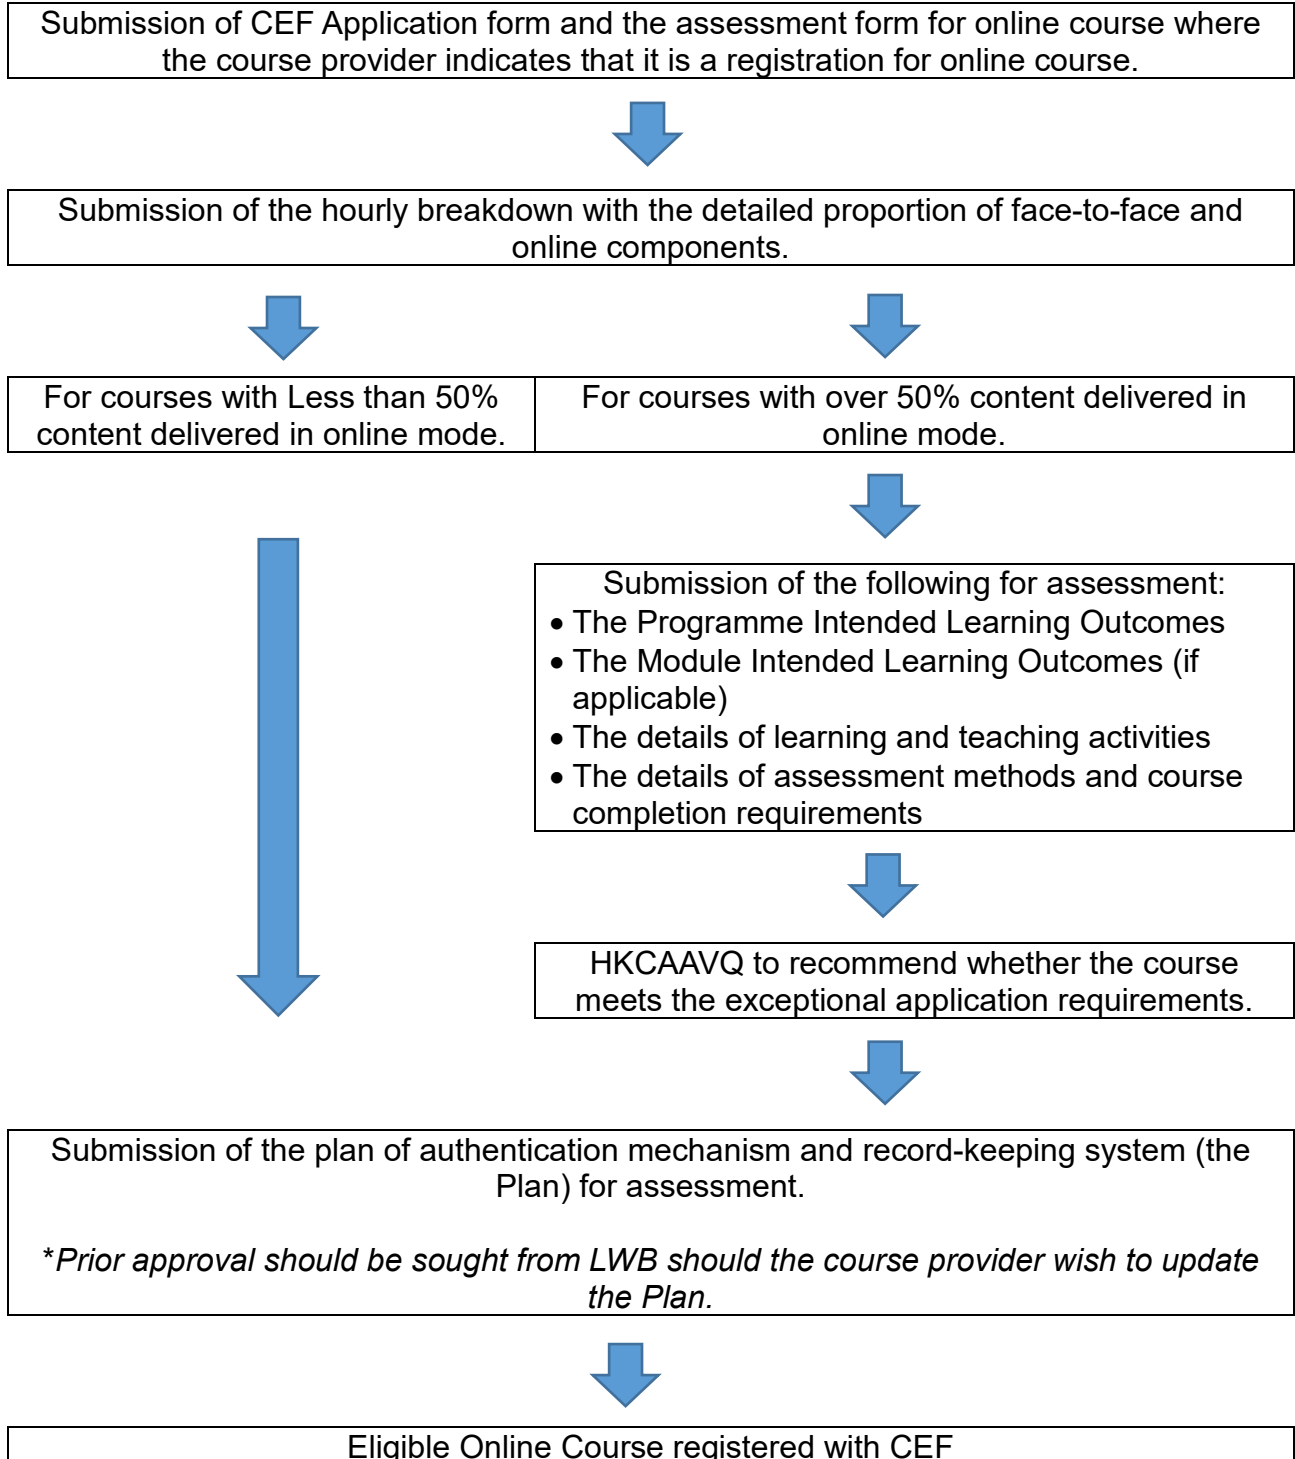 Submission of CEF Application form and the assessment form for online course where
the course provider indicates that it is a registration for online course.
Submission of the hourly breakdown with the detailed proportion of face-to-face and
online components.
For courses with Less than 50%
content delivered in online mode.
For courses with over 50% content delivered in
online mode.
Submission of the following for assessment:
• The Programme Intended Learning Outcomes
• The Module Intended Learning Outcomes (if
applicable)
• The details of learning and teaching activities
• The details of assessment methods and course
completion requirements
HKCAAVQ to recommend whether the course
meets the exceptional application requirements.
Submission of the plan of authentication mechanism and record-keeping system (the
Plan) for assessment.
*Prior approval should be sought from LWB should the course provider wish to update
the Plan.
Eligible Online Course registered with CEF